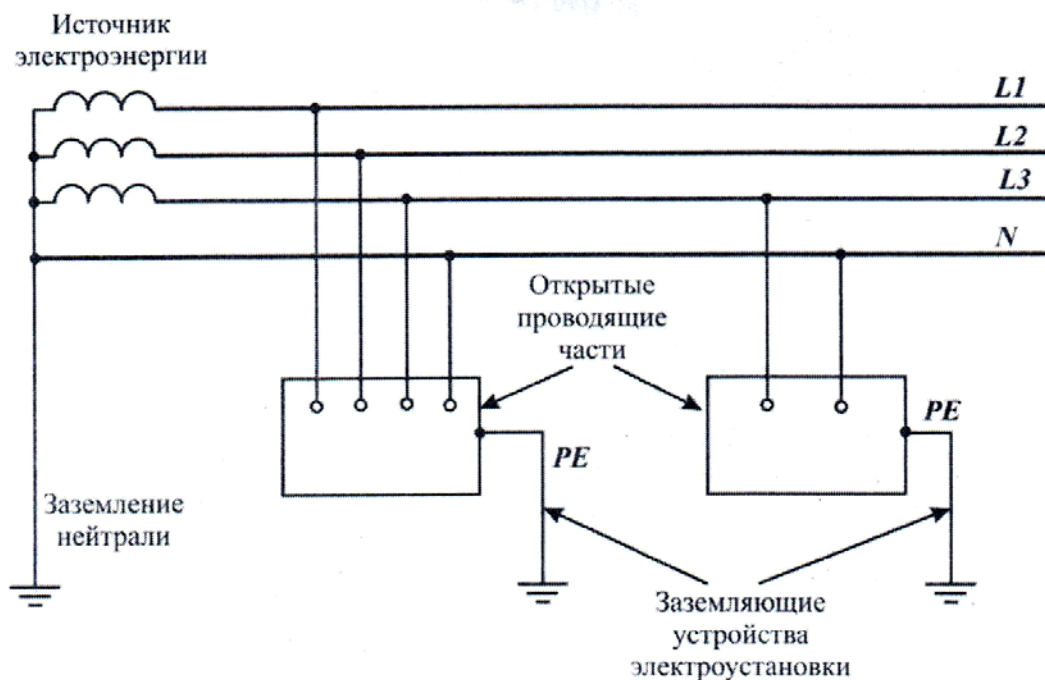 Источник
электроэнергии
L1
L2
L3
N
Открытые
проводящие
части
PE
PE
Заземление
нейтрали
Заземляющие
устройства
электроустановки